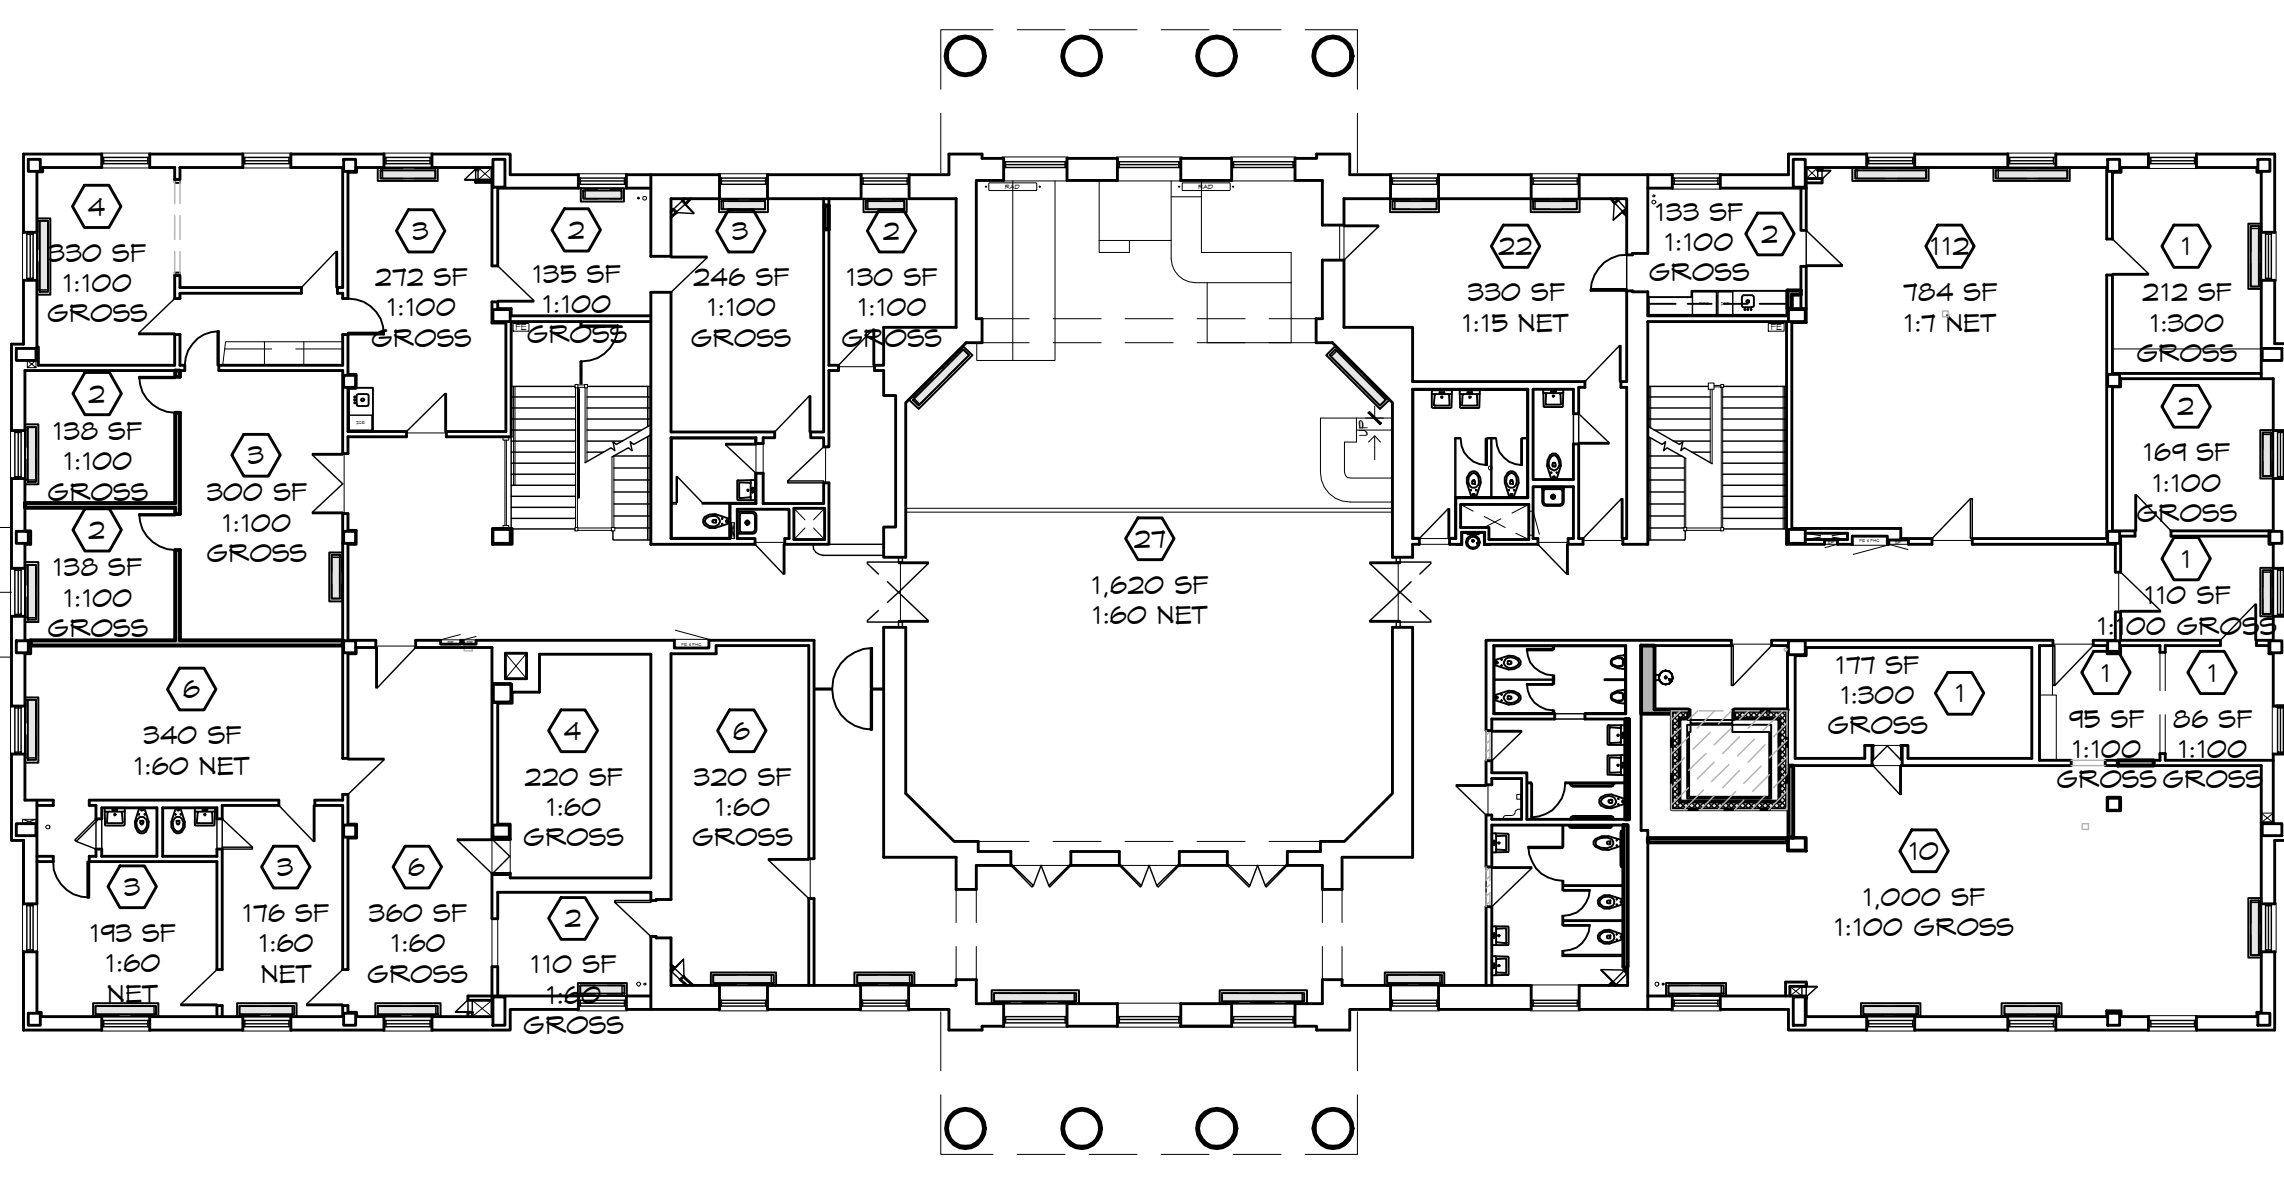 RAD
RAD
4
330 SF
1:100
GROSS
3
272 SF
1:100
GROSS
2
135 SF
1:100
GROSS
3
246 SF
1:100
GROSS
2
130 SF
1:100
GROSS
22
330 SF
1:15 NET
133 SF
1:100
GROSS
2
112
784 SF
1:7 NET
1
212 SF
1:300
GROSS
FE
FE
2
138 SF
1:100
GROSS
3
300 SF
1:100
GROSS
2
169 SF
1:100
GROSS
UP
2
138 SF
1:100
GROSS
27
1,620 SF
1:60 NET
1
110 SF
1:100 GROSS
6
340 SF
1:60 NET
4
220 SF
1:60
GROSS
6
320 SF
1:60
GROSS
177 SF
1:300
GROSS
1
1
95 SF
1:100
GROSS
1
86 SF
1:100
GROSS
3
193 SF
1:60
NET
3
176 SF
1:60
NET
6
360 SF
1:60
GROSS
2
110 SF
1:60
GROSS
10
1,000 SF
1:100 GROSS